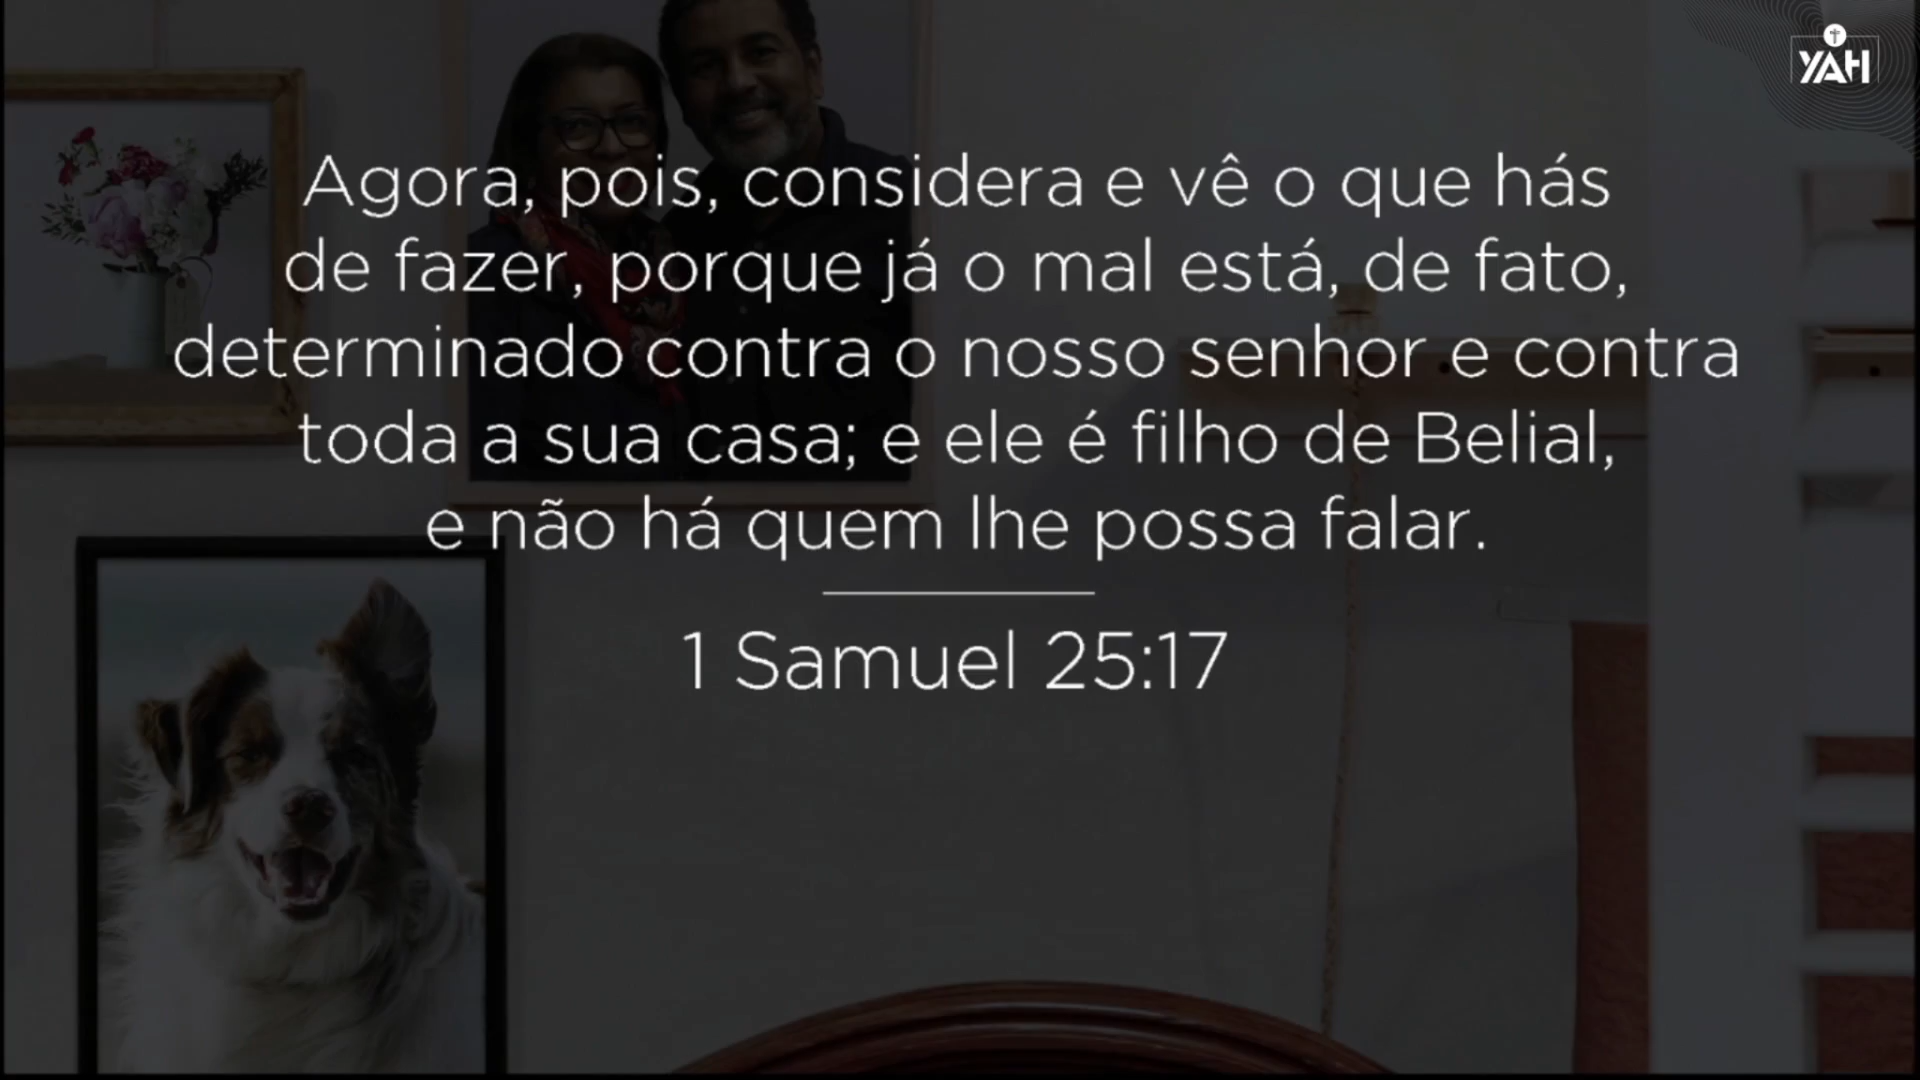 YAH
Agora, pois, considera e vê o que hás
de fazer, porque já o mal está, de fato,
determinado contra o nosso senhor e contra
toda a sua casa; e ele é filho de Belial,
e não há quem lhe possa falar.
1 Samuel 25:17